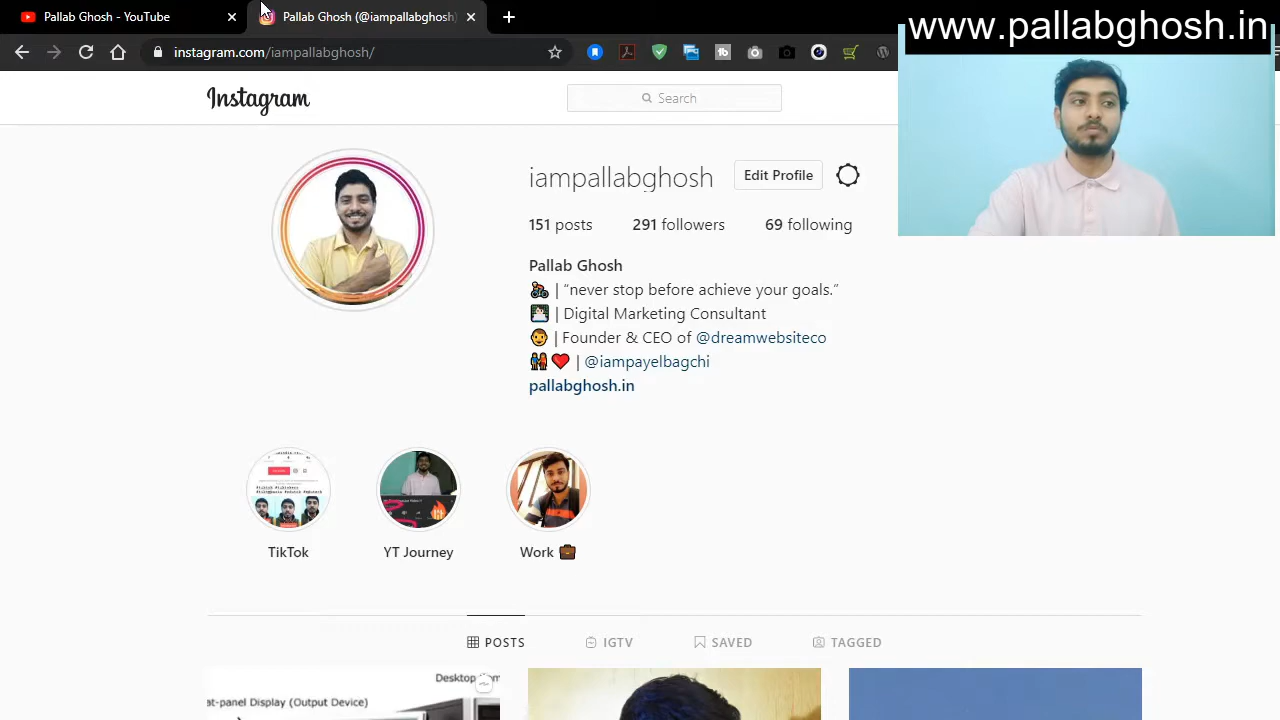 Pallab Ghosh - YouTube
Pallab Ghosh (@iampallabghosh)
www.pallabghosh.in
instagram.com/iampallabghosh/
Instagram
Search
iampallabghosh
Edit Profile
151 posts
291 followers
69 following
Pallab Ghosh
| “never stop before achieve your goals.”
| Digital Marketing Consultant
| Founder & CEO of @dreamwebsiteco
| @iampayelbagchi
pallabghosh.in
TikTok
YT Journey
Work
POSTS
IGTV
SAVED
TAGGED
at-panel Display (Output Device)